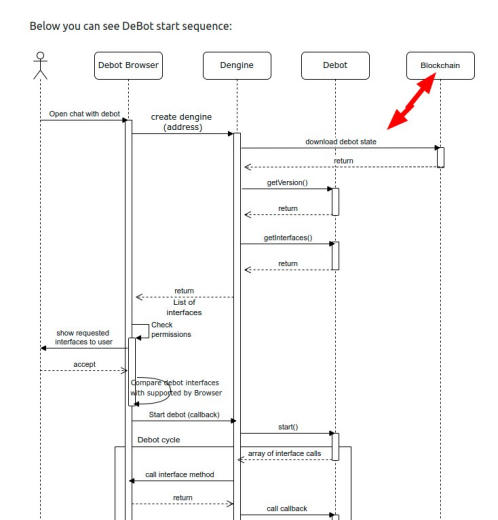 Below you can see DeBot start sequence:
Debot Browser
Dengine
Debot
Blockchain
Open chat with debot
create dengine
(address)
download debot state
return
getVersion()
return
getInterfaces()
return
return
List of
interfaces
Check
permissions
show requested
interfaces to user
accept
Compare debot interfaces
with supported by Browser
Start debot (callback)
start()
Debot cycle
array of interface calls
call interface method
return
call callback